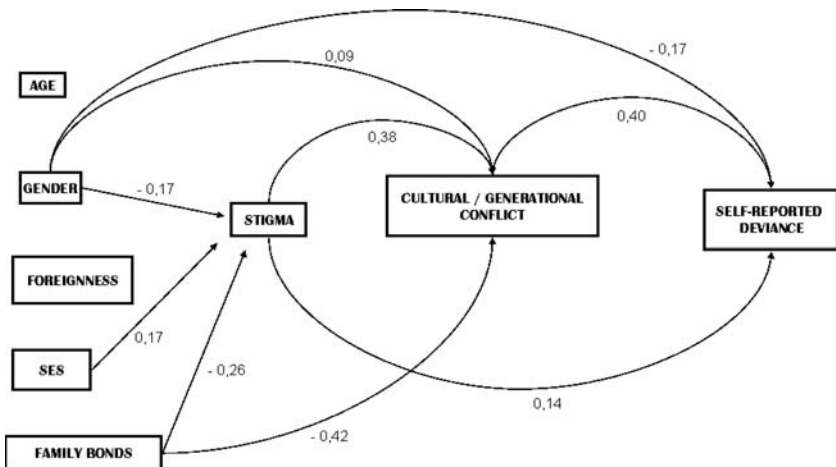 - 0,17
0,09
AGE
0,38
0,40
GENDER
- 0,17
CULTURAL / GENERATIONAL
CONFLICT
STIGMA
SELF-REPORTED
DEVIANCE
FOREIGNNESS
0,17
SES
- 0,26
0,14
- 0,42
FAMILY BONDS